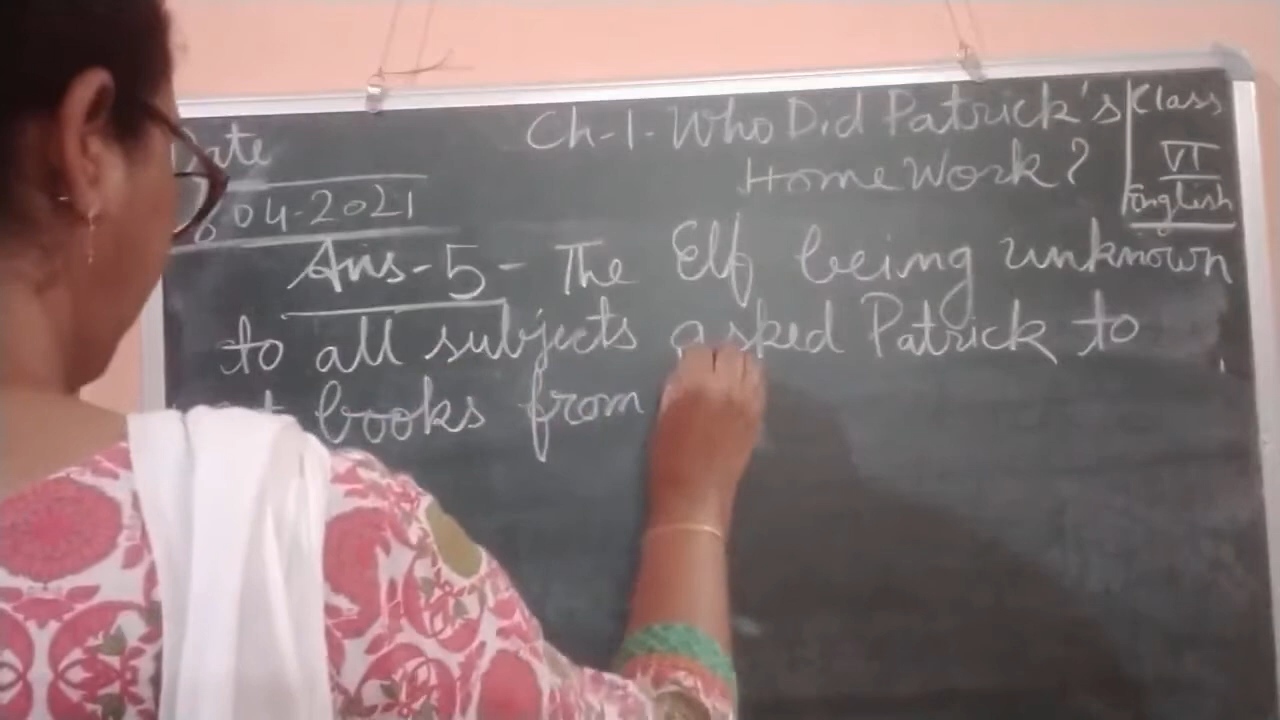 Ch-1-Who Did Patrick's
Home Work?
Class
VI
English
04-2021
Ans-5- The Elf being unknown
to all subjects asked Patrick to
books from